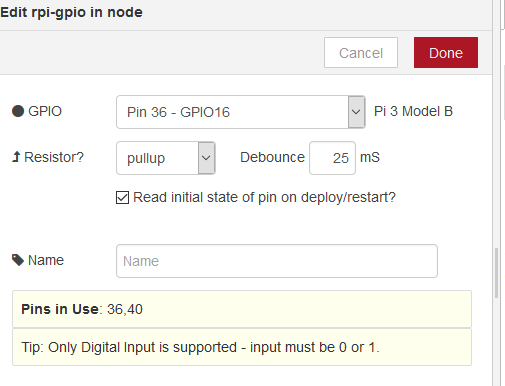 Edit rpi-gpio in node
Cancel Done
GPIO Pin 36 - GPIO16 Pi 3 Model B
Resistor? pullup Debounce 25 mS
Read initial state of pin on deploy/restart?
Name Name
Pins in Use: 36,40
Tip: Only Digital Input is supported - input must be 0 or 1.